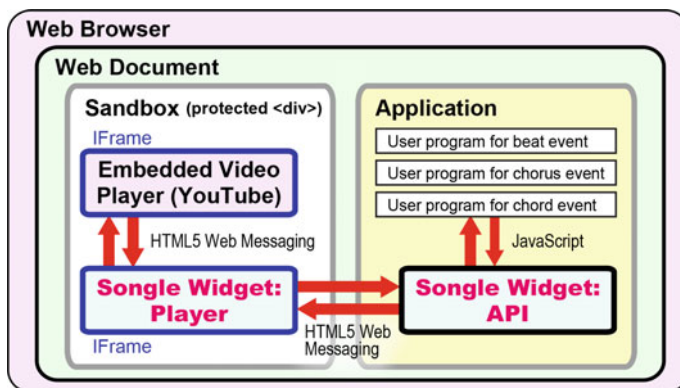 Web Browser
Web Document
Sandbox (protected <div>)
IFrame
Embedded Video
Player (YouTube)
HTML5 Web Messaging
Songle Widget:
Player
IFrame
HTML5 Web
Messaging
Application
User program for beat event
User program for chorus event
User program for chord event
JavaScript
Songle Widget:
API